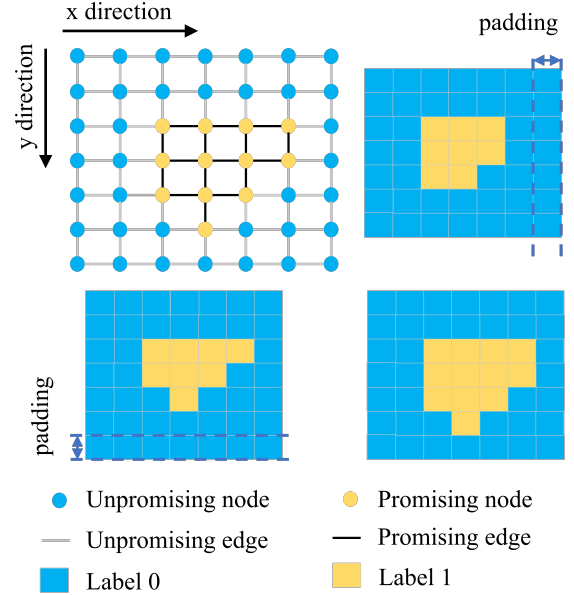 x direction
padding
y direction
padding
Unpromising node
Promising node
Unpromising edge
Promising edge
Label 0
Label 1